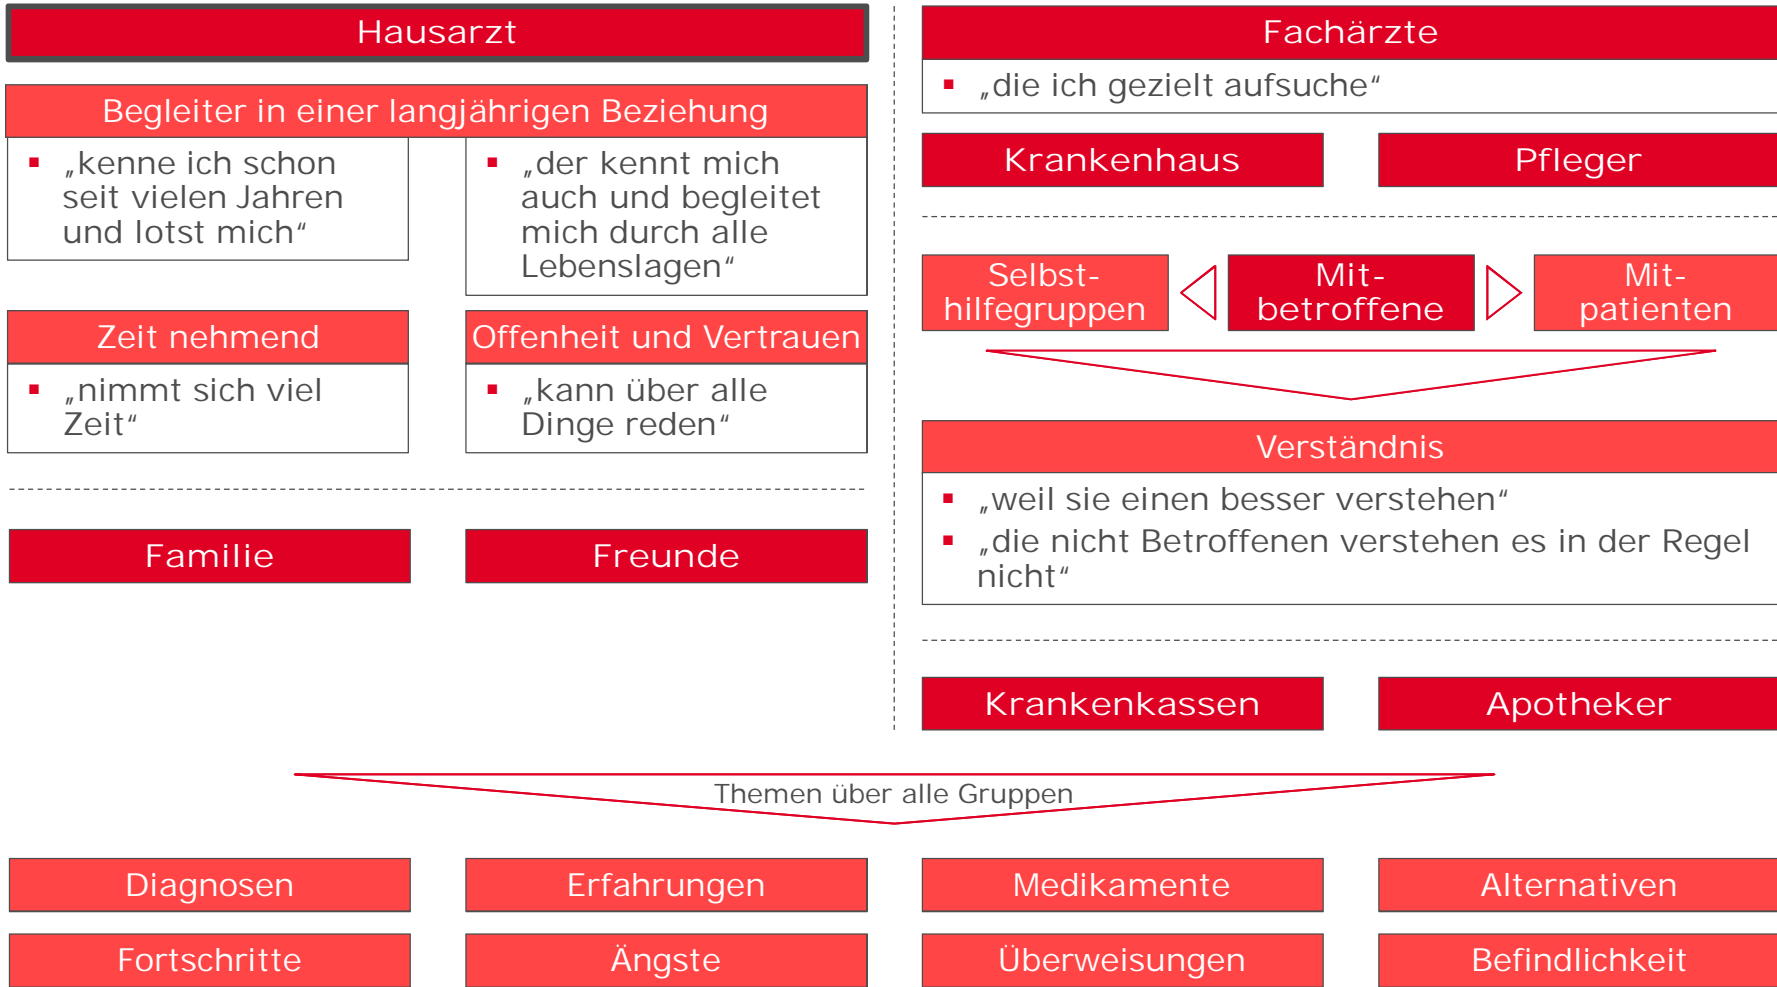 Hausarzt
Begleiter in einer langjährigen Beziehung
▪ „kenne ich schon
seit vielen Jahren
und lotst mich“
▪ „der kennt mich
auch und begleitet
mich durch alle
Lebenslagen“
Zeit nehmend
▪ „nimmt sich viel
Zeit“
Offenheit und Vertrauen
▪ „kann über alle
Dinge reden“
Familie
Freunde
Fachärzte
▪ „die ich gezielt aufsuche“
Krankenhaus
Pfleger
Selbst-
hilfegruppen
Mit-
betroffene
Mit-
patienten
Verständnis
▪ „weil sie einen besser verstehen“
▪ „die nicht Betroffenen verstehen es in der Regel
nicht“
Krankenkassen
Apotheker
Themen über alle Gruppen
Diagnosen
Erfahrungen
Medikamente
Alternativen
Fortschritte
Ängste
Überweisungen
Befindlichkeit